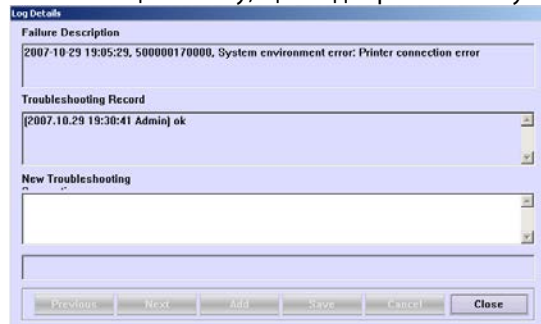 Log Details
Failure Description
2007-10-29 19:05:29, 500000170000, System environment error: Printer connection error
Troubleshooting Record
[2007.10.29 19:30:41 Admin] ok
New Troubleshooting
Previous Next Add Save Cancel Close